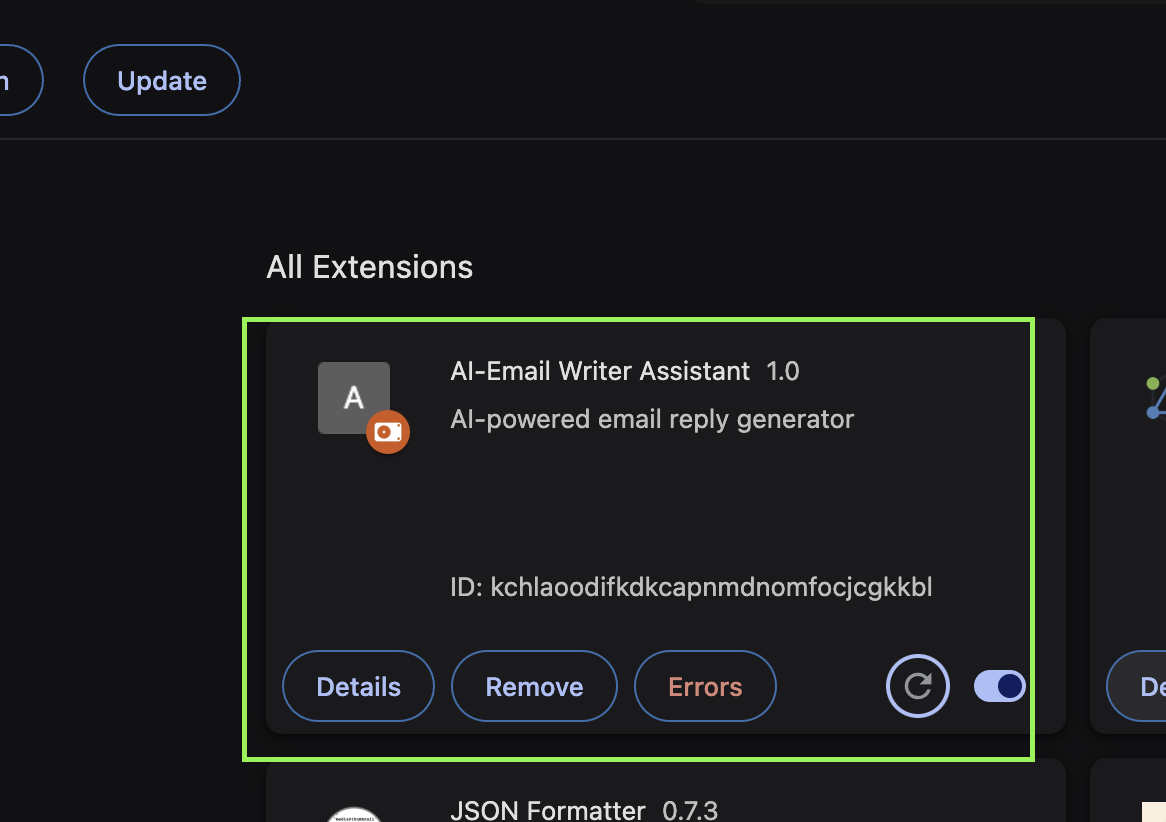 Update
All Extensions
A
AI-Email Writer Assistant 1.0
AI-powered email reply generator
ID: kchlaoodifkdkcapnmdnomfocjcgkkbl
Details
Remove
Errors
JSON Formatter 0.7.3